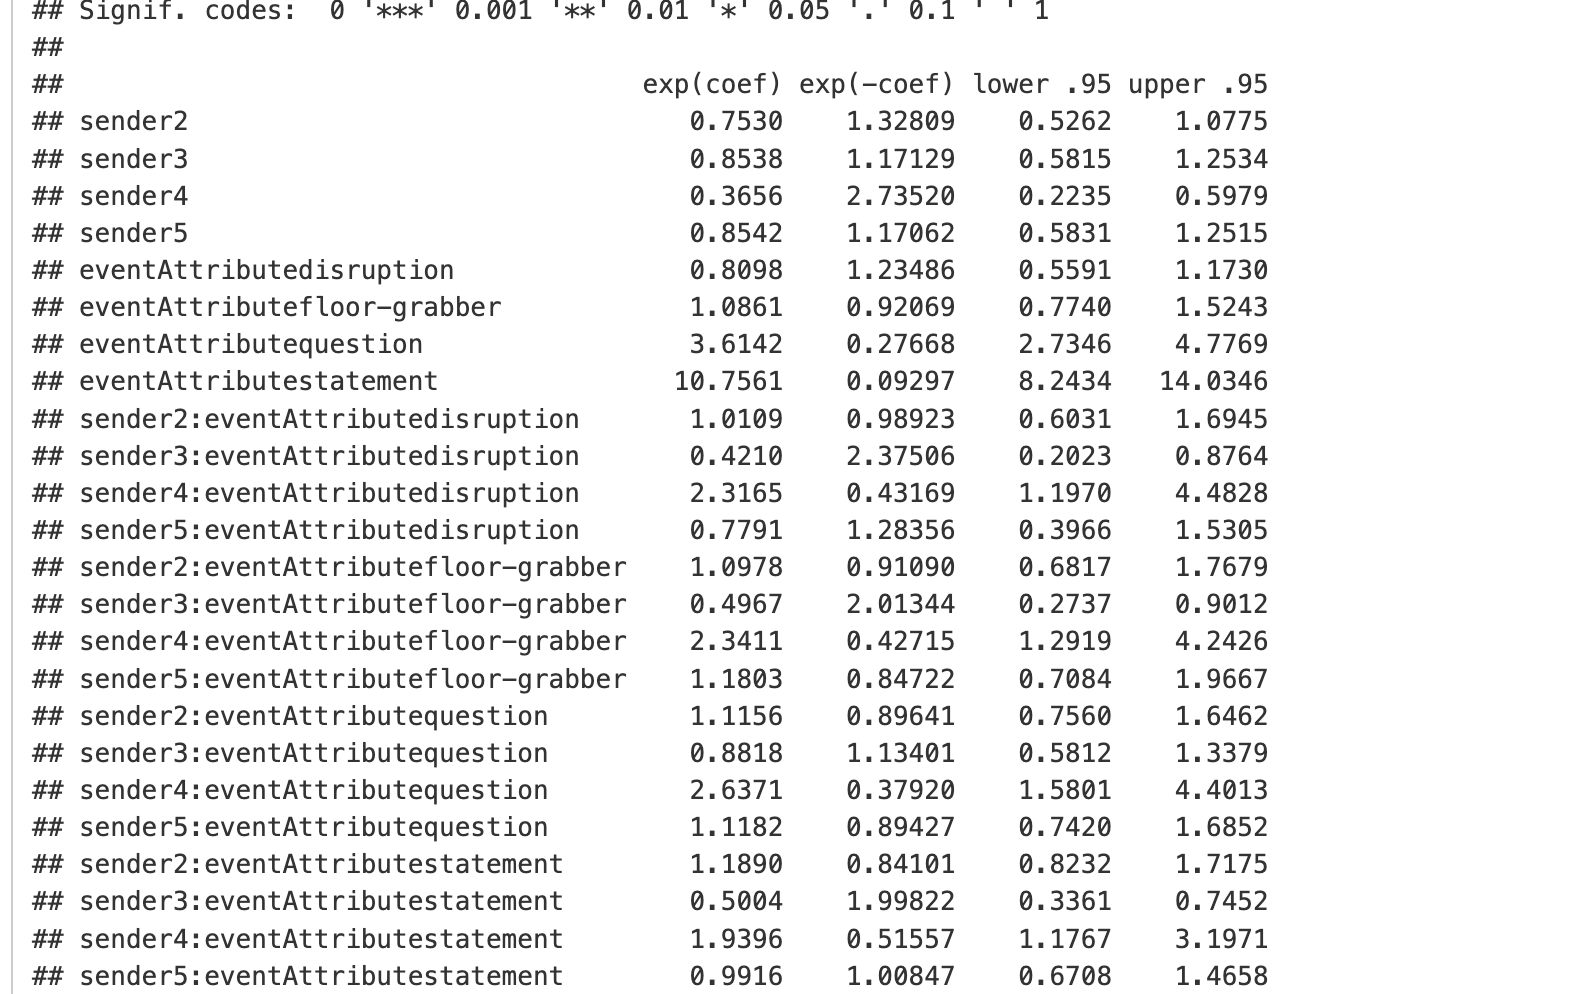 ## Signif. codes:  0 '***' 0.001 '**' 0.01 '*' 0.05 '.' 0.1 ' ' 1
##
##                                     exp(coef) exp(-coef) lower .95 upper .95
## sender2                                0.7530    1.32809    0.5262    1.0775
## sender3                                0.8538    1.17129    0.5815    1.2534
## sender4                                0.3656    2.73520    0.2235    0.5979
## sender5                                0.8542    1.17062    0.5831    1.2515
## eventAttributedisruption               0.8098    1.23486    0.5591    1.1730
## eventAttributefloor-grabber            1.0861    0.92069    0.7740    1.5243
## eventAttributequestion                 3.6142    0.27668    2.7346    4.7769
## eventAttributestatement               10.7561    0.09297    8.2434   14.0346
## sender2:eventAttributedisruption       1.0109    0.98923    0.6031    1.6945
## sender3:eventAttributedisruption       0.4210    2.37506    0.2023    0.8764
## sender4:eventAttributedisruption       2.3165    0.43169    1.1970    4.4828
## sender5:eventAttributedisruption       0.7791    1.28356    0.3966    1.5305
## sender2:eventAttributefloor-grabber    1.0978    0.91090    0.6817    1.7679
## sender3:eventAttributefloor-grabber    0.4967    2.01344    0.2737    0.9012
## sender4:eventAttributefloor-grabber    2.3411    0.42715    1.2919    4.2426
## sender5:eventAttributefloor-grabber    1.1803    0.84722    0.7084    1.9667
## sender2:eventAttributequestion         1.1156    0.89641    0.7560    1.6462
## sender3:eventAttributequestion         0.8818    1.13401    0.5812    1.3379
## sender4:eventAttributequestion         2.6371    0.37920    1.5801    4.4013
## sender5:eventAttributequestion         1.1182    0.89427    0.7420    1.6852
## sender2:eventAttributestatement        1.1890    0.84101    0.8232    1.7175
## sender3:eventAttributestatement        0.5004    1.99822    0.3361    0.7452
## sender4:eventAttributestatement        1.9396    0.51557    1.1767    3.1971
## sender5:eventAttributestatement        0.9916    1.00847    0.6708    1.4658